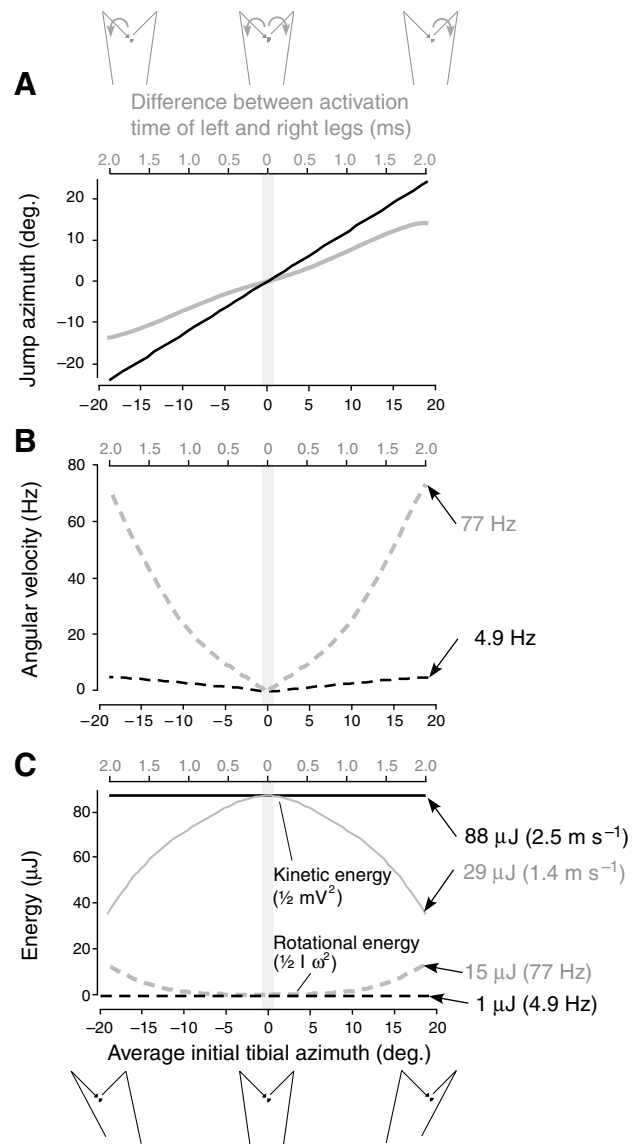 A
Difference between activation
time of left and right legs (ms)
2.0 1.5 1.0 0.5 0 0.5 1.0 1.5 2.0
Jump azimuth (deg.)
20
10
0
−10
−20
−20 −15 −10 −5 0 5 10 15 20
B
2.0 1.5 1.0 0.5 0 0.5 1.0 1.5 2.0
Angular velocity (Hz)
80
60
40
20
0
77 Hz
4.9 Hz
−20 −15 −10 −5 0 5 10 15 20
C
2.0 1.5 1.0 0.5 0 0.5 1.0 1.5 2.0
Energy (μJ)
80
60
40
20
0
88 μJ (2.5 m s−1)
29 μJ (1.4 m s−1)
Kinetic energy
(½ mV2)
Rotational energy
(½ I ω2)
15 μJ (77 Hz)
1 μJ (4.9 Hz)
−20 −15 −10 −5 0 5 10 15 20
Average initial tibial azimuth (deg.)